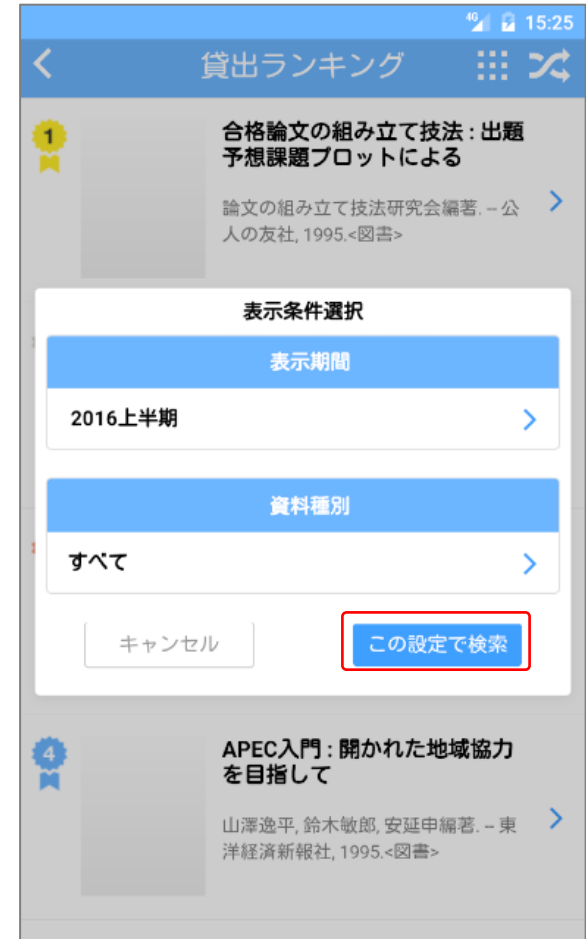 4G 15:25
貸出ランキング
1
合格論文の組み立て技法 : 出題
予想課題プロットによる
論文の組み立て技法研究会編著. -- 公
人の友社, 1995.<図書>
表示条件選択
表示期間
2016上半期
資料種別
すべて
キャンセル
この設定で検索
4
APEC入門 : 開かれた地域協力
を目指して
山澤逸平, 鈴木敏郎, 安延申編著. -- 東
洋経済新報社, 1995.<図書>